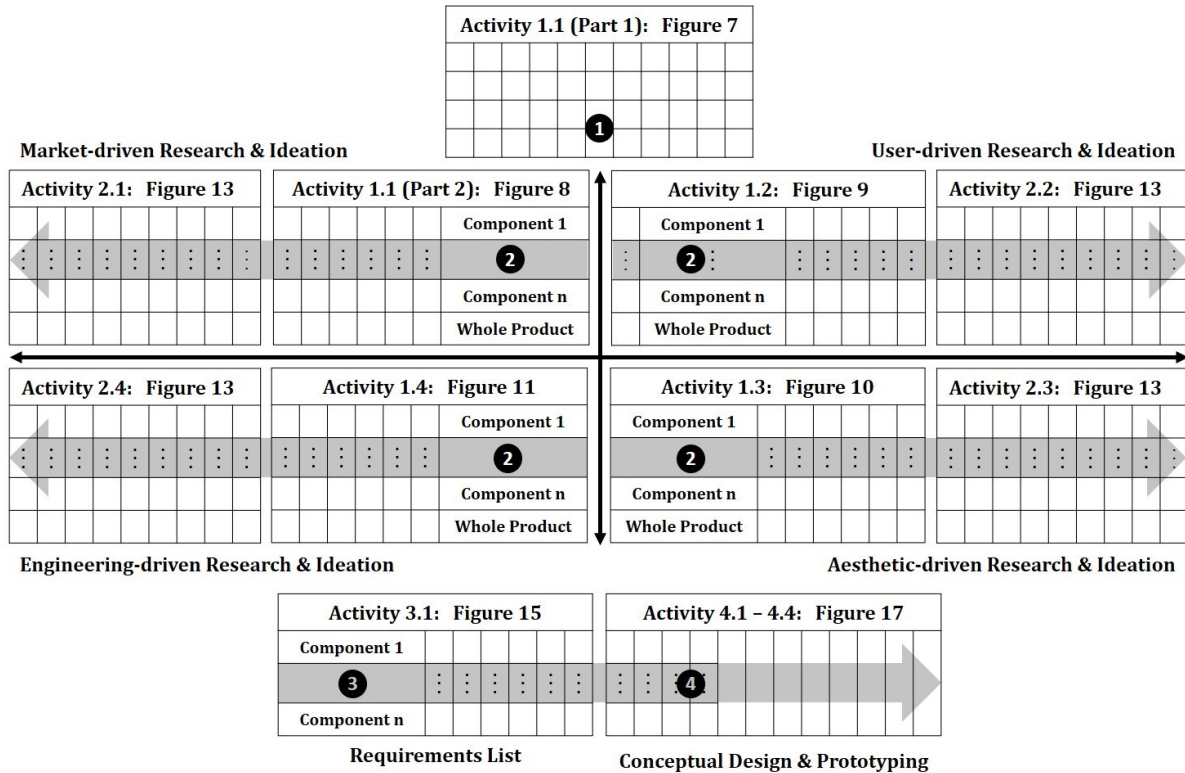 Activity 1.1 (Part 1): Figure 7
1
Market-driven Research & Ideation
User-driven Research & Ideation
Activity 2.1: Figure 13
Activity 1.1 (Part 2): Figure 8
Component 1
2
Component n
Whole Product
Activity 1.2: Figure 9
Component 1
2
Component n
Whole Product
Activity 2.2: Figure 13
Activity 2.4: Figure 13
Activity 1.4: Figure 11
Component 1
2
Component n
Whole Product
Activity 1.3: Figure 10
Component 1
2
Component n
Whole Product
Activity 2.3: Figure 13
Engineering-driven Research & Ideation
Aesthetic-driven Research & Ideation
Activity 3.1: Figure 15
Component 1
3
Component n
Activity 4.1 – 4.4: Figure 17
4
Requirements List
Conceptual Design & Prototyping